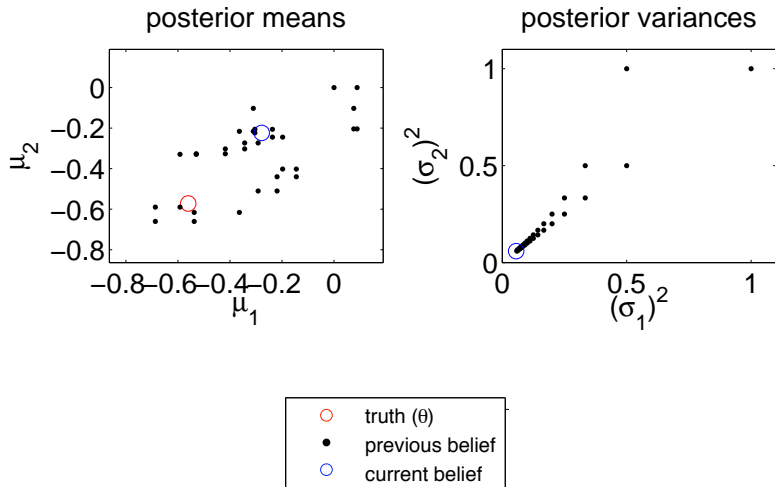 posterior means
0
−0.2
−0.4
−0.6
−0.8
μ2
−0.8 −0.6 −0.4 −0.2 0
μ1
posterior variances
1
0.5
0
(σ2)2
0 0.5 1
(σ1)2
truth (θ)
previous belief
current belief